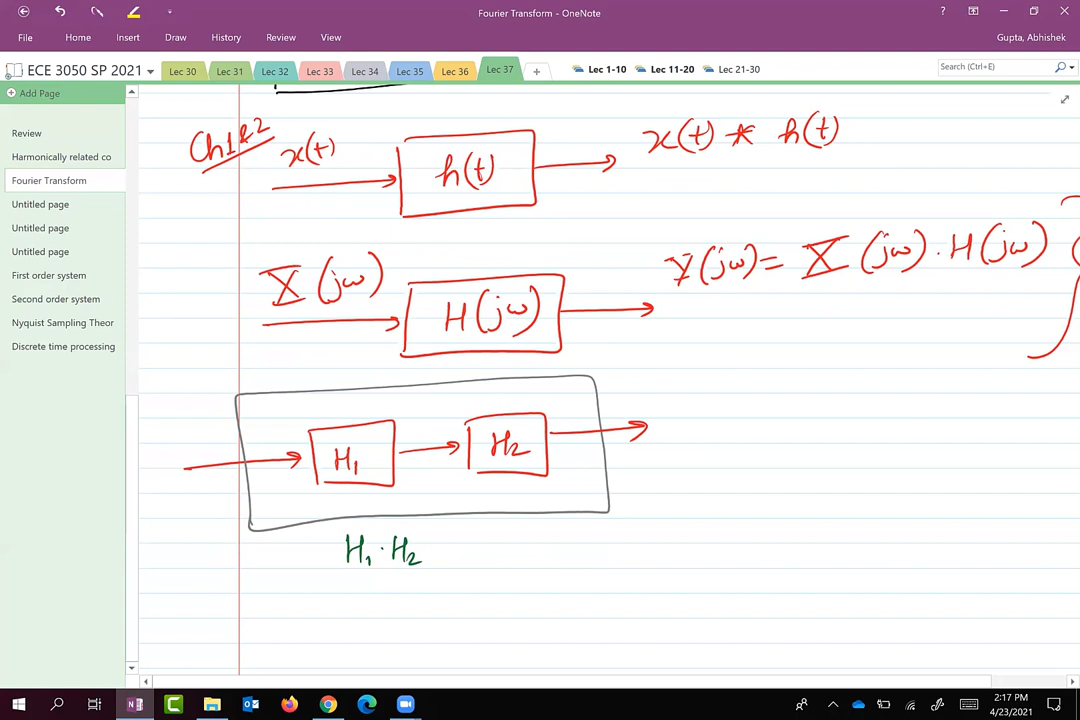 Fourier Transform - OneNote
File Home Insert Draw History Review View
Gupta, Abhishek
ECE 3050 SP 2021
Lec 30 Lec 31 Lec 32 Lec 33 Lec 34 Lec 35 Lec 36 Lec 37 Lec 1-10 Lec 11-20 Lec 21-30
Search (Ctrl+E)
Add Page
Review
Harmonically related co
Fourier Transform
Untitled page
Untitled page
Untitled page
First order system
Second order system
Nyquist Sampling Theor
Discrete time processing
Ch1&2
x(t) h(t) x(t) * h(t)
X(jω) H(jω) Y(jω) = X(jω) · H(jω)
H₁ H₂
H₁ · H₂
2:17 PM
4/23/2021